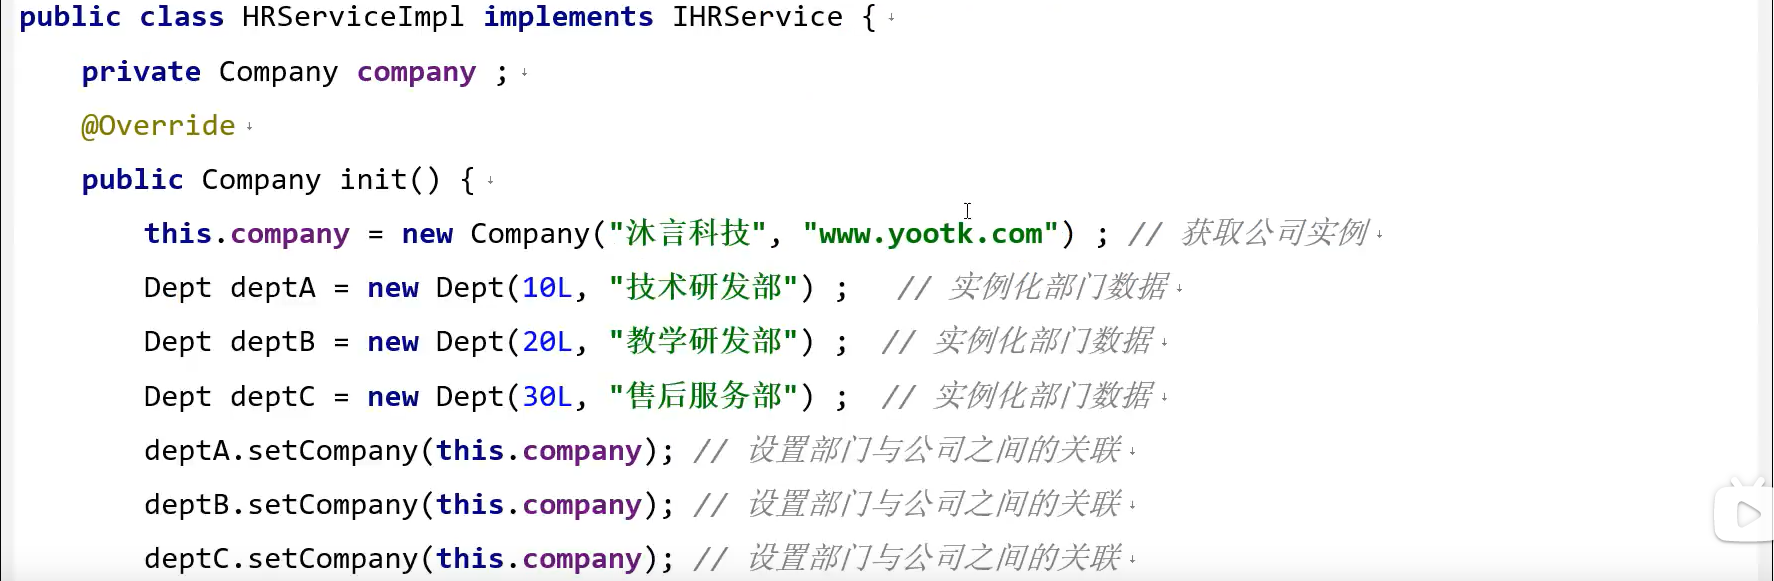 public class HRServiceImpl implements IHRService {
private Company company ;
@Override
public Company init() {
this.company = new Company("沐言科技", "www.yootk.com") ; // 获取公司实例
Dept deptA = new Dept(10L, "技术研发部") ;   // 实例化部门数据
Dept deptB = new Dept(20L, "教学研发部") ;  // 实例化部门数据
Dept deptC = new Dept(30L, "售后服务部") ;  // 实例化部门数据
deptA.setCompany(this.company); // 设置部门与公司之间的关联
deptB.setCompany(this.company); // 设置部门与公司之间的关联
deptC.setCompany(this.company); // 设置部门与公司之间的关联